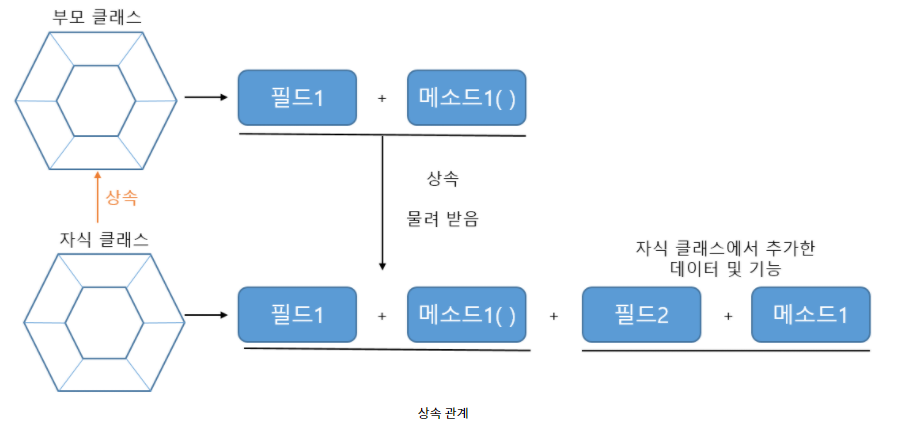 부모 클래스
필드1
+
메소드1( )
상속
상속
물려 받음
자식 클래스
자식 클래스에서 추가한
데이터 및 기능
필드1
+
메소드1( )
+
필드2
+
메소드1
상속 관계